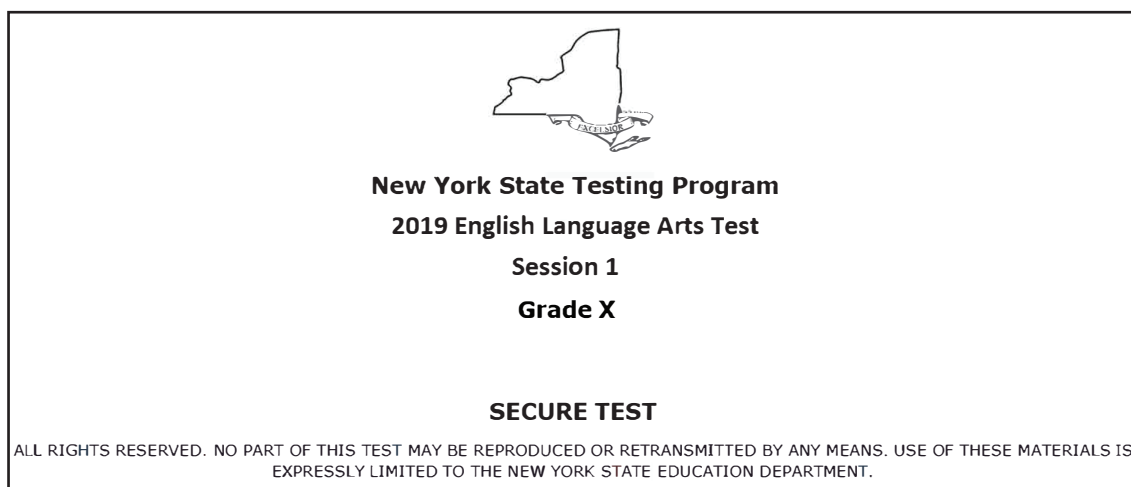 EXCELSIOR
New York State Testing Program
2019 English Language Arts Test
Session 1
Grade X
SECURE TEST
ALL RIGHTS RESERVED. NO PART OF THIS TEST MAY BE REPRODUCED OR RETRANSMITTED BY ANY MEANS. USE OF THESE MATERIALS IS
EXPRESSLY LIMITED TO THE NEW YORK STATE EDUCATION DEPARTMENT.